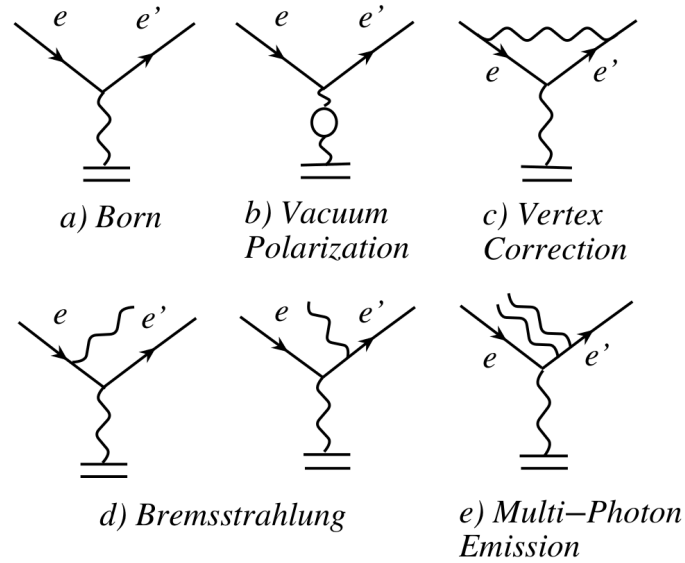 e e’ e e’ e e’
a) Born b) Vacuum Polarization c) Vertex Correction
e e’ e e’ e e’
d) Bremsstrahlung e) Multi−Photon Emission